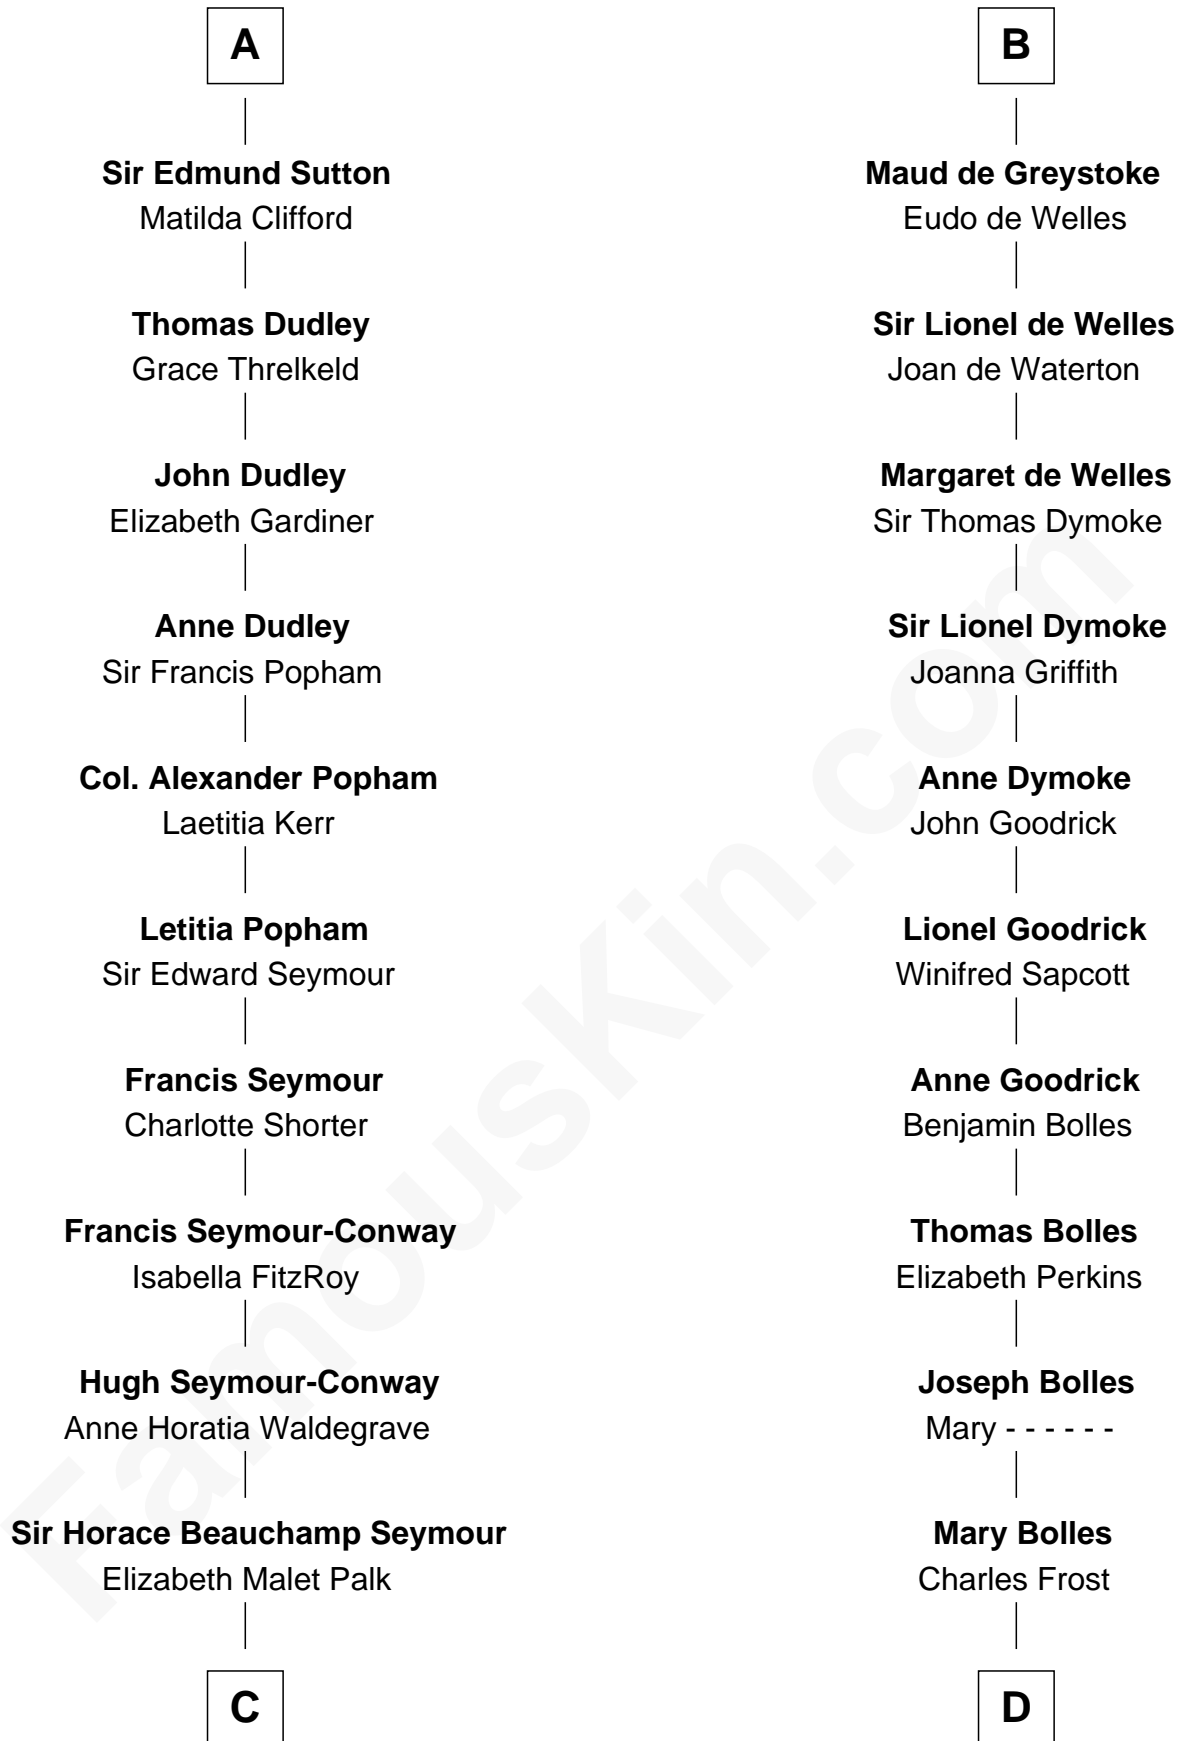 A
Sir Edmund Sutton
Matilda Clifford
Thomas Dudley
Grace Threlkeld
John Dudley
Elizabeth Gardiner
Anne Dudley
Sir Francis Popham
Col. Alexander Popham
Laetitia Kerr
Letitia Popham
Sir Edward Seymour
Francis Seymour
Charlotte Shorter
Francis Seymour-Conway
Isabella FitzRoy
Hugh Seymour-Conway
Anne Horatia Waldegrave
Sir Horace Beauchamp Seymour
Elizabeth Malet Palk
C
B
Maud de Greystoke
Eudo de Welles
Sir Lionel de Welles
Joan de Waterton
Margaret de Welles
Sir Thomas Dymoke
Sir Lionel Dymoke
Joanna Griffith
Anne Dymoke
John Goodrick
Lionel Goodrick
Winifred Sapcott
Anne Goodrick
Benjamin Bolles
Thomas Bolles
Elizabeth Perkins
Joseph Bolles
Mary - - - - - -
Mary Bolles
Charles Frost
D
FamousKin.com